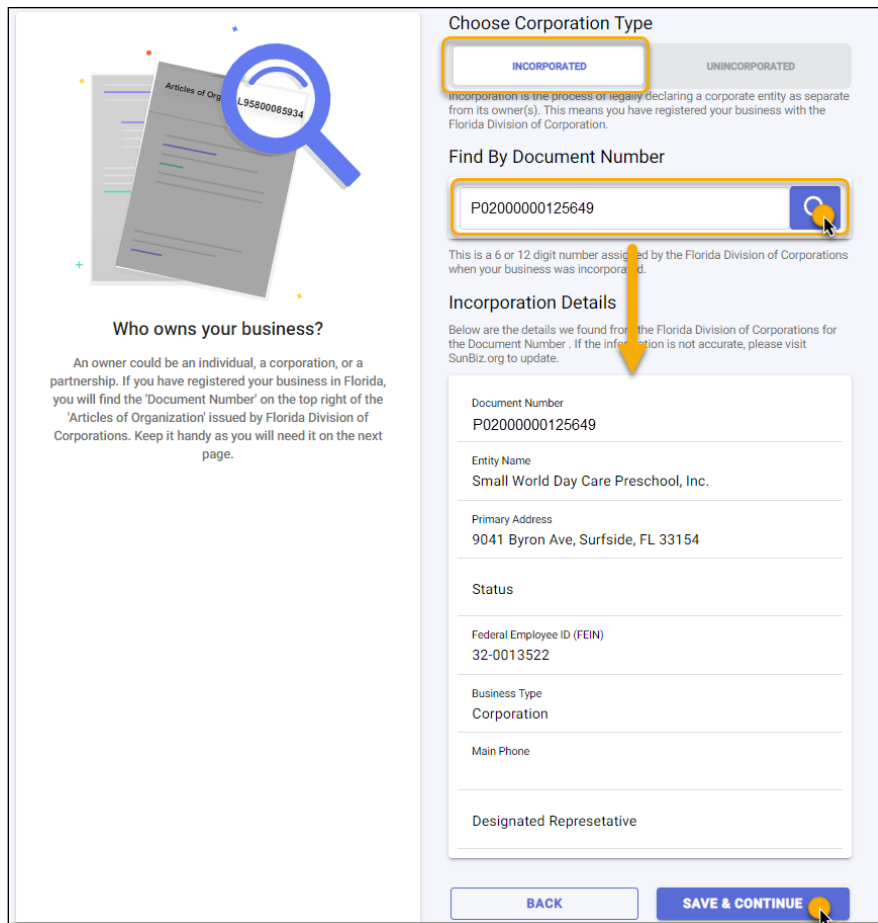 Articles of Org
L95800085934
Who owns your business?
An owner could be an individual, a corporation, or a
partnership. If you have registered your business in Florida,
you will find the 'Document Number' on the top right of the
'Articles of Organization' issued by Florida Division of
Corporations. Keep it handy as you will need it on the next
page.
Choose Corporation Type
INCORPORATED
UNINCORPORATED
Incorporation is the process of legally declaring a corporate entity as separate
from its owner(s). This means you have registered your business with the
Florida Division of Corporation.
Find By Document Number
P02000000125649
This is a 6 or 12 digit number assigned by the Florida Division of Corporations
when your business was incorporated.
Incorporation Details
Below are the details we found from the Florida Division of Corporations for
the Document Number . If the information is not accurate, please visit
SunBiz.org to update.
Document Number
P02000000125649
Entity Name
Small World Day Care Preschool, Inc.
Primary Address
9041 Byron Ave, Surfside, FL 33154
Status
Federal Employee ID (FEIN)
32-0013522
Business Type
Corporation
Main Phone
Designated Represetative
BACK
SAVE & CONTINUE